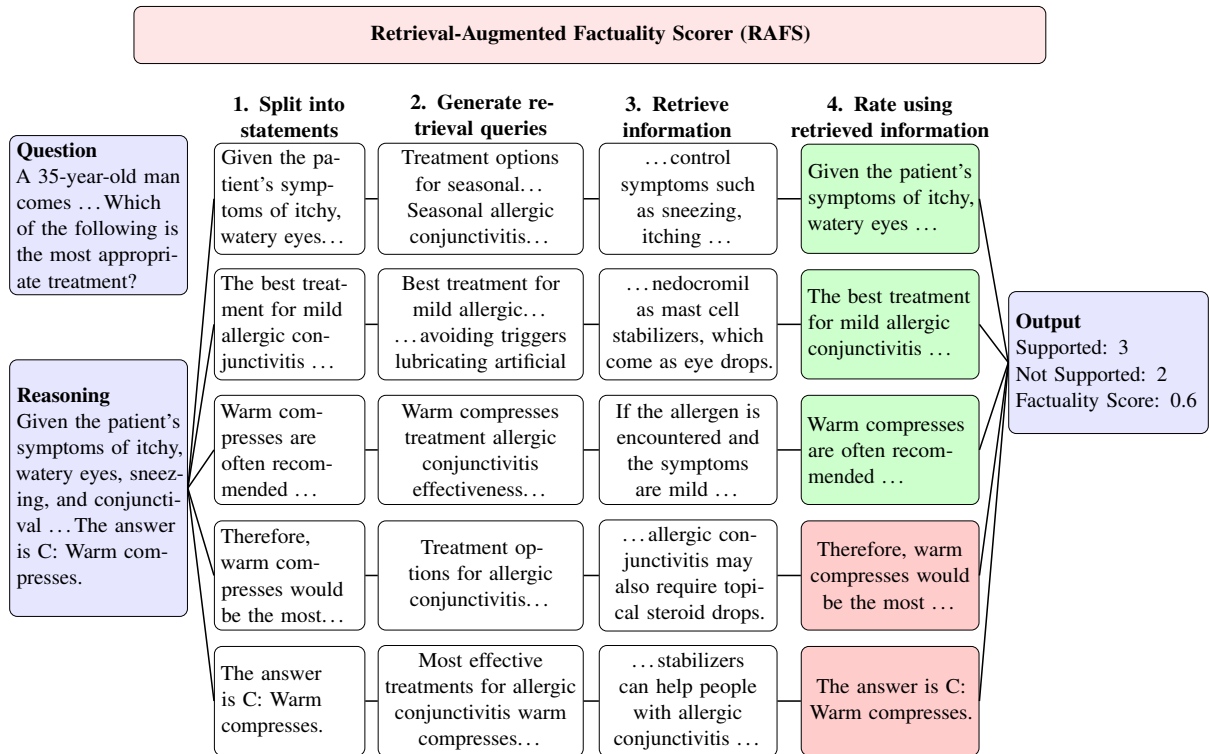 Retrieval-Augmented Factuality Scorer (RAFS)
Question
A 35-year-old man
comes …Which
of the following is
the most appropri-
ate treatment?
Reasoning
Given the patient's
symptoms of itchy,
watery eyes, sneez-
ing, and conjuncti-
val …The answer
is C: Warm com-
presses.
1. Split into
statements
Given the pa-
tient's symp-
toms of itchy,
watery eyes…
The best treat-
ment for mild
allergic con-
junctivitis …
Warm com-
presses are
often recom-
mended …
Therefore,
warm com-
presses would
be the most…
The answer
is C: Warm
compresses.
2. Generate re-
trieval queries
Treatment options
for seasonal…
Seasonal allergic
conjunctivitis…
Best treatment for
mild allergic…
…avoiding triggers
lubricating artificial
Warm compresses
treatment allergic
conjunctivitis
effectiveness…
Treatment op-
tions for allergic
conjunctivitis…
Most effective
treatments for allergic
conjunctivitis warm
compresses…
3. Retrieve
information
…control
symptoms such
as sneezing,
itching …
…nedocromil
as mast cell
stabilizers, which
come as eye drops.
If the allergen is
encountered and
the symptoms
are mild …
…allergic con-
junctivitis may
also require topi-
cal steroid drops.
…stabilizers
can help people
with allergic
conjunctivitis …
4. Rate using
retrieved information
Given the patient's
symptoms of itchy,
watery eyes …
The best treatment
for mild allergic
conjunctivitis …
Warm compresses
are often recom-
mended …
Therefore, warm
compresses would
be the most …
The answer is C:
Warm compresses.
Output
Supported: 3
Not Supported: 2
Factuality Score: 0.6